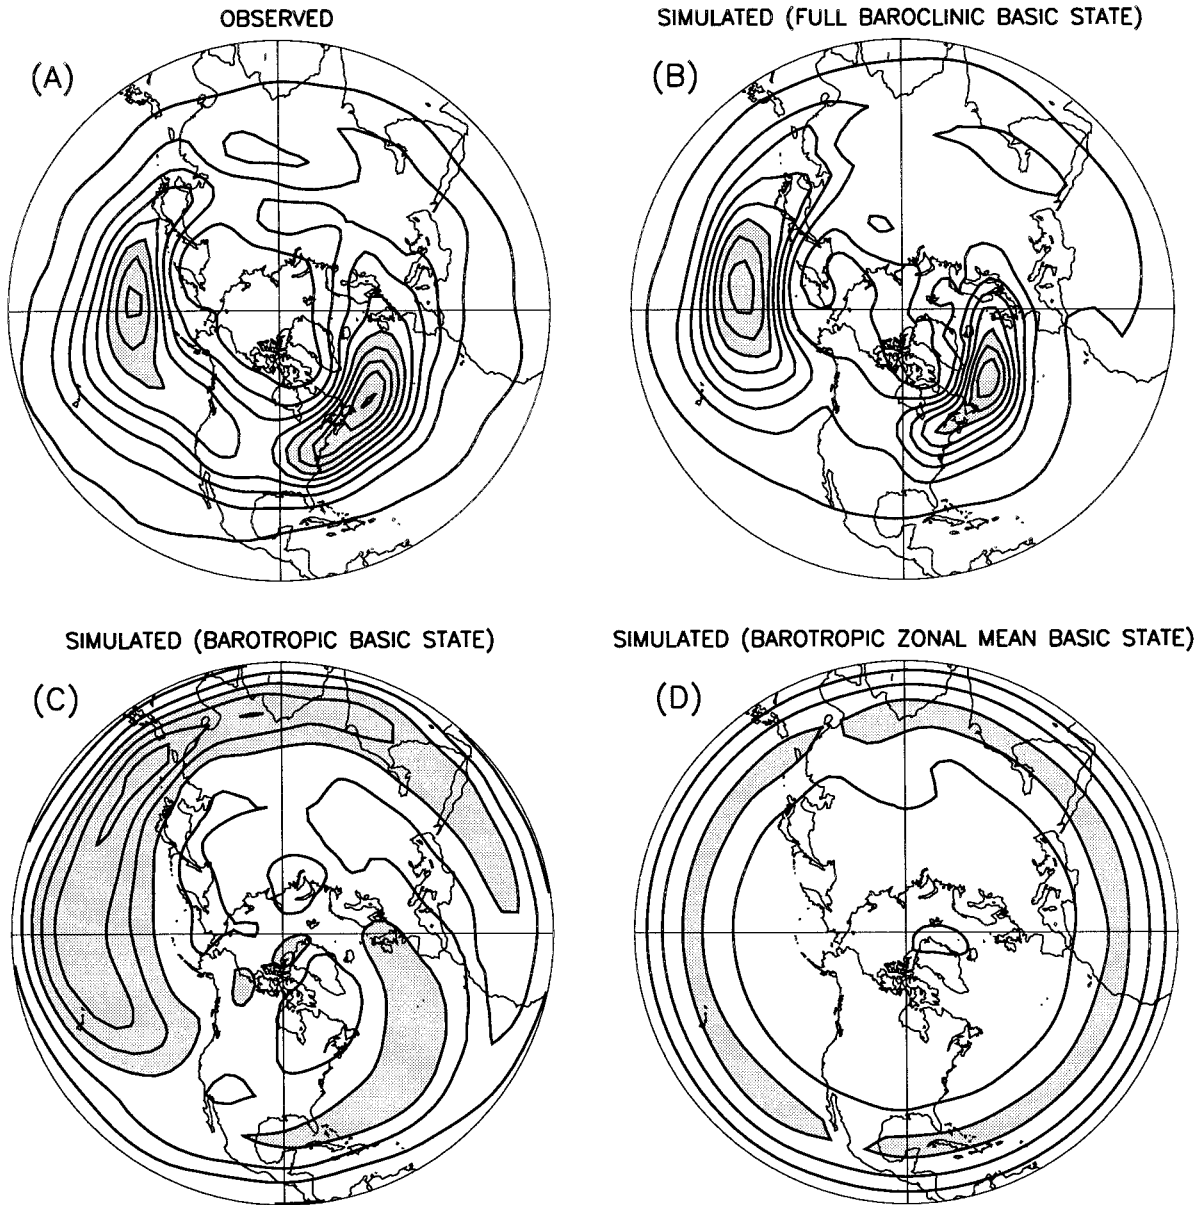 OBSERVED
SIMULATED (FULL BAROCLINIC BASIC STATE)
(A)
(B)
SIMULATED (BAROTROPIC BASIC STATE)
SIMULATED (BAROTROPIC ZONAL MEAN BASIC STATE)
(C)
(D)